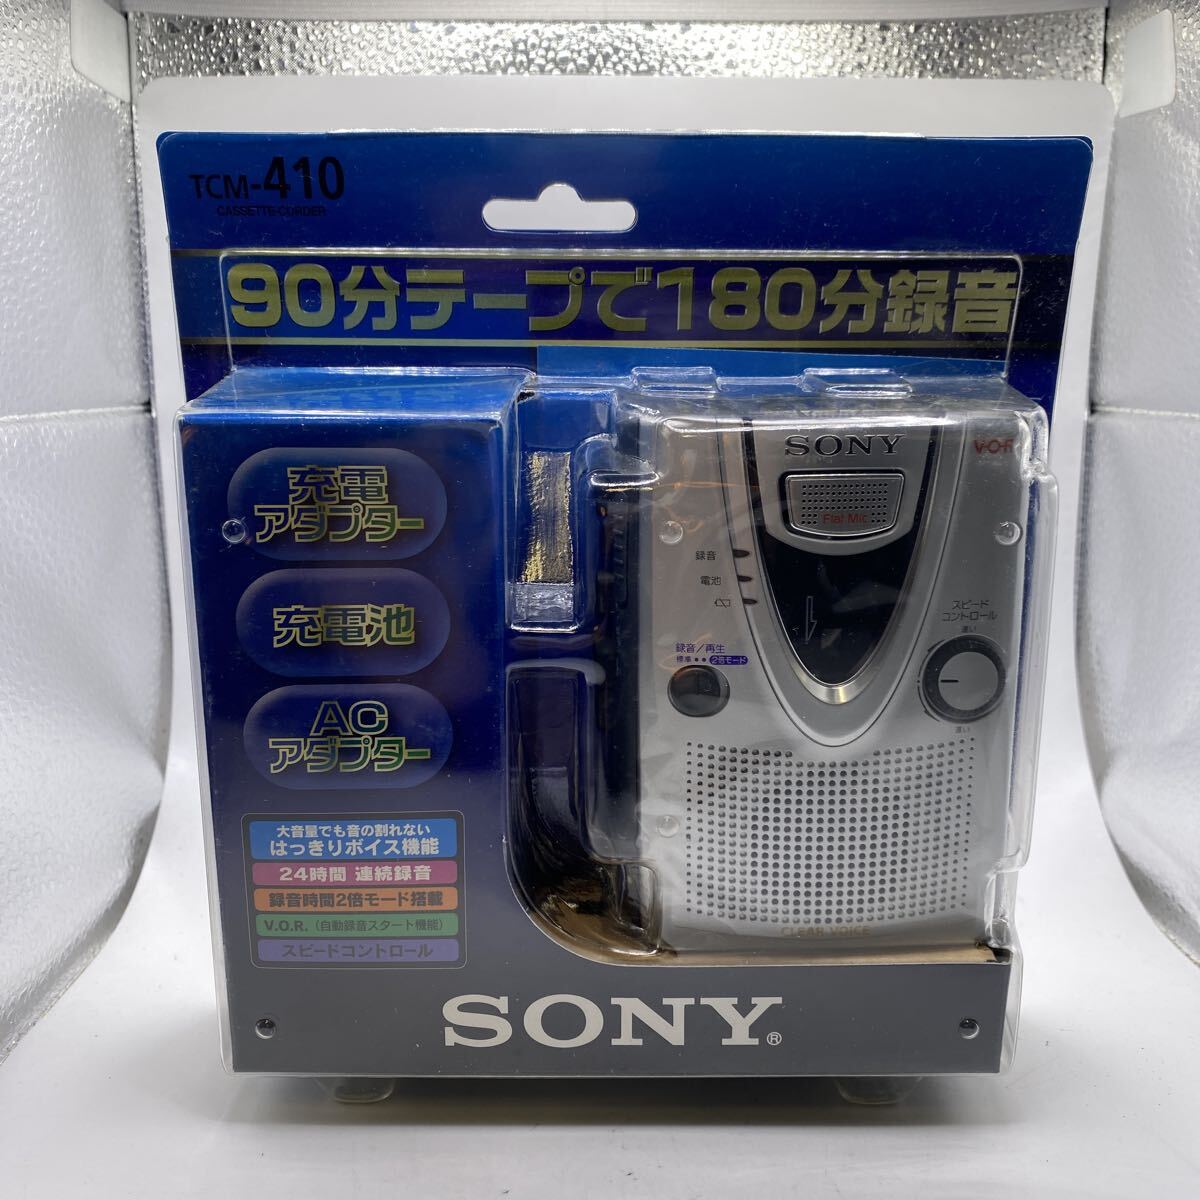 TCM-410
CASSETTE-CORDER
90分テープで180分録音
充電
アダプター
充電池
AC
アダプター
大音量でも音の割れない
はっきりボイス機能
24時間 連続録音
録音時間2倍モード搭載
V.O.R.(自動録音スタート機能)
スピードコントロール
SONY
V•O•R
Flat Mic
録音
電池
録音/再生
標準 •• 2倍モード
スピード
コントロール
速い
遅い
CLEAR VOICE
SONY®